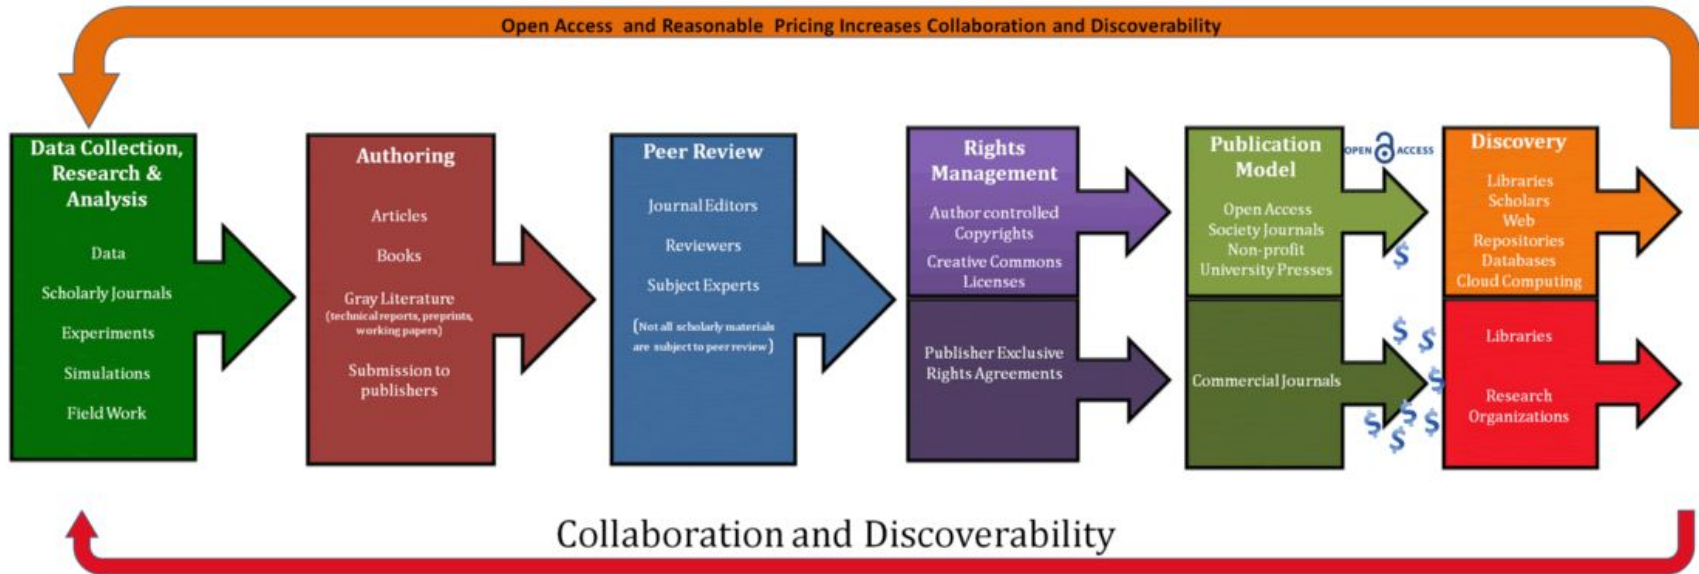 Open Access and Reasonable Pricing Increases Collaboration and Discoverability
Data Collection,
Research &
Analysis
Data
Scholarly Journals
Experiments
Simulations
Field Work
Authoring
Articles
Books
Gray Literature
(technical reports, preprints,
working papers)
Submission to
publishers
Peer Review
Journal Editors
Reviewers
Subject Experts
(Not all scholarly materials
are subject to peer review)
Rights
Management
Author controlled
Copyrights
Creative Commons
Licenses
Publisher Exclusive
Rights Agreements
Publication
Model
Open Access
Society Journals
Non-profit
University Presses
Commercial Journals
OPEN ACCESS
$
$
$
$
$
$
$
$
Discovery
Libraries
Scholars
Web
Repositories
Databases
Cloud Computing
Libraries
Research
Organizations
Collaboration and Discoverability